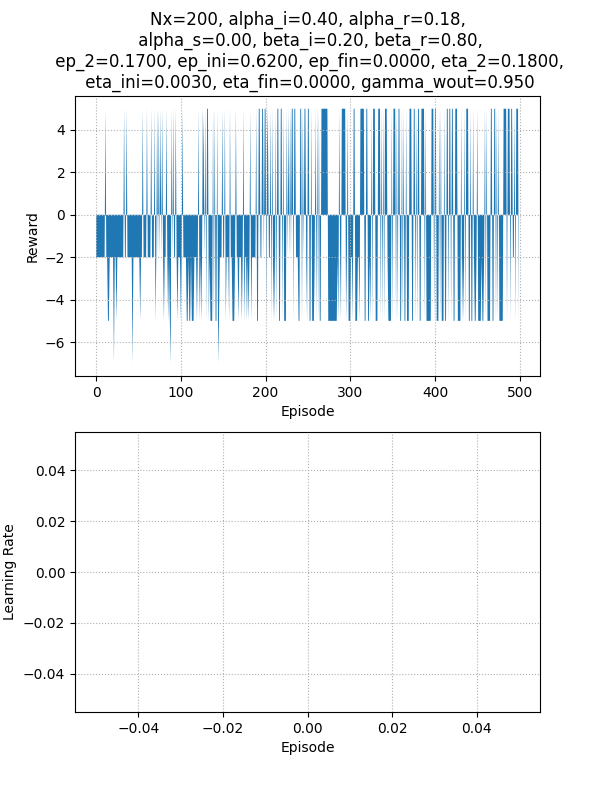 Nx=200, alpha_i=0.40, alpha_r=0.18,
alpha_s=0.00, beta_i=0.20, beta_r=0.80,
ep_2=0.1700, ep_ini=0.6200, ep_fin=0.0000, eta_2=0.1800,
eta_ini=0.0030, eta_fin=0.0000, gamma_wout=0.950
4
2
0
−2
−4
−6
Reward
0 100 200 300 400 500
Episode
0.04
0.02
0.00
−0.02
−0.04
Learning Rate
−0.04 −0.02 0.00 0.02 0.04
Episode